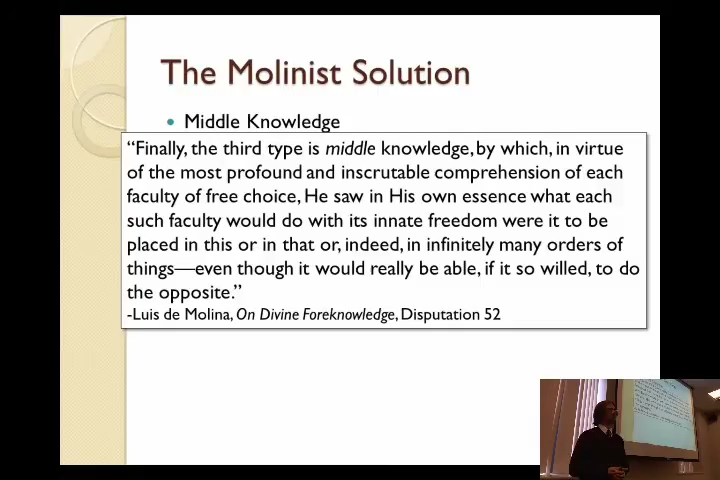 The Molinist Solution
Middle Knowledge
“Finally, the third type is middle knowledge, by which, in virtue
of the most profound and inscrutable comprehension of each
faculty of free choice, He saw in His own essence what each
such faculty would do with its innate freedom were it to be
placed in this or in that or, indeed, in infinitely many orders of
things—even though it would really be able, if it so willed, to do
the opposite.”
-Luis de Molina, On Divine Foreknowledge, Disputation 52